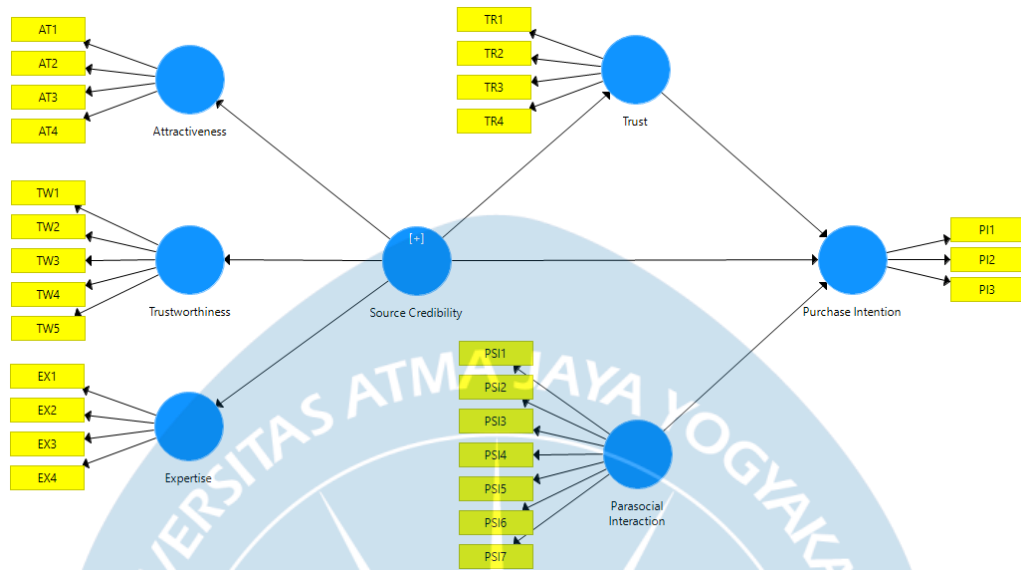 AT1
AT2
AT3
AT4
Attractiveness
TR1
TR2
TR3
TR4
Trust
TW1
TW2
TW3
TW4
TW5
Trustworthiness
[+]
Source Credibility
PI1
PI2
PI3
Purchase Intention
EX1
EX2
EX3
EX4
Expertise
PSI1
PSI2
PSI3
PSI4
PSI5
PSI6
PSI7
Parasocial
Interaction
VERSITAS ATMA JAYA YOGYAKA